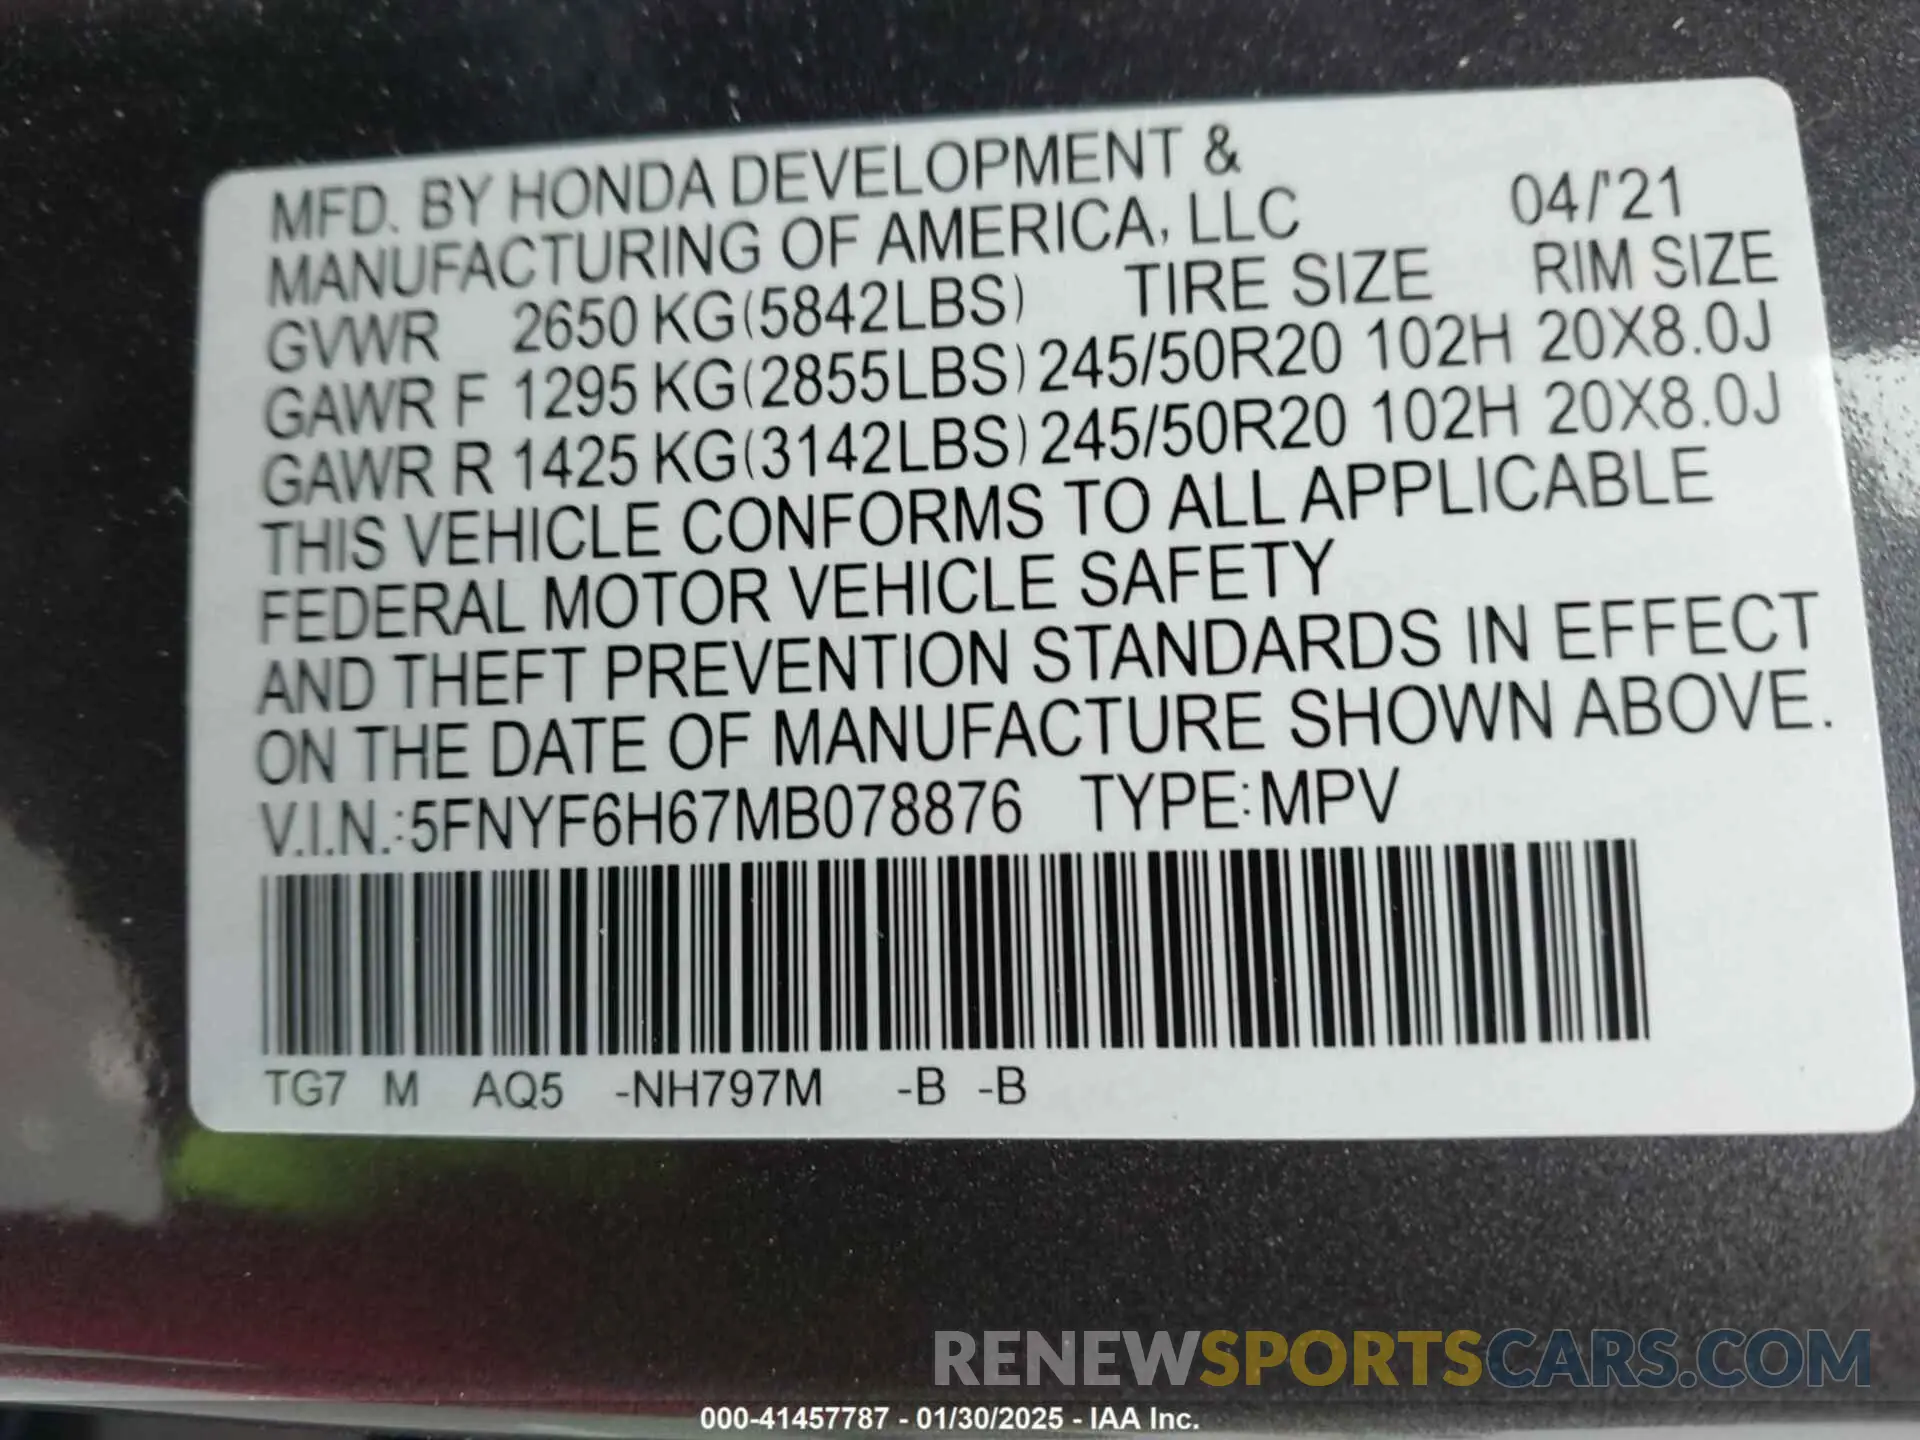 MFD. BY HONDA DEVELOPMENT &
MANUFACTURING OF AMERICA, LLC 04/'21
GVWR 2650 KG(5842LBS) TIRE SIZE RIM SIZE
GAWR F 1295 KG(2855LBS) 245/50R20 102H 20X8.0J
GAWR R 1425 KG(3142LBS) 245/50R20 102H 20X8.0J
THIS VEHICLE CONFORMS TO ALL APPLICABLE
FEDERAL MOTOR VEHICLE SAFETY
AND THEFT PREVENTION STANDARDS IN EFFECT
ON THE DATE OF MANUFACTURE SHOWN ABOVE.
V.I.N.:5FNYF6H67MB078876 TYPE:MPV
TG7 M AQ5 -NH797M -B -B
RENEWSPORTSCARS.COM
000-41457787 - 01/30/2025 - IAA Inc.